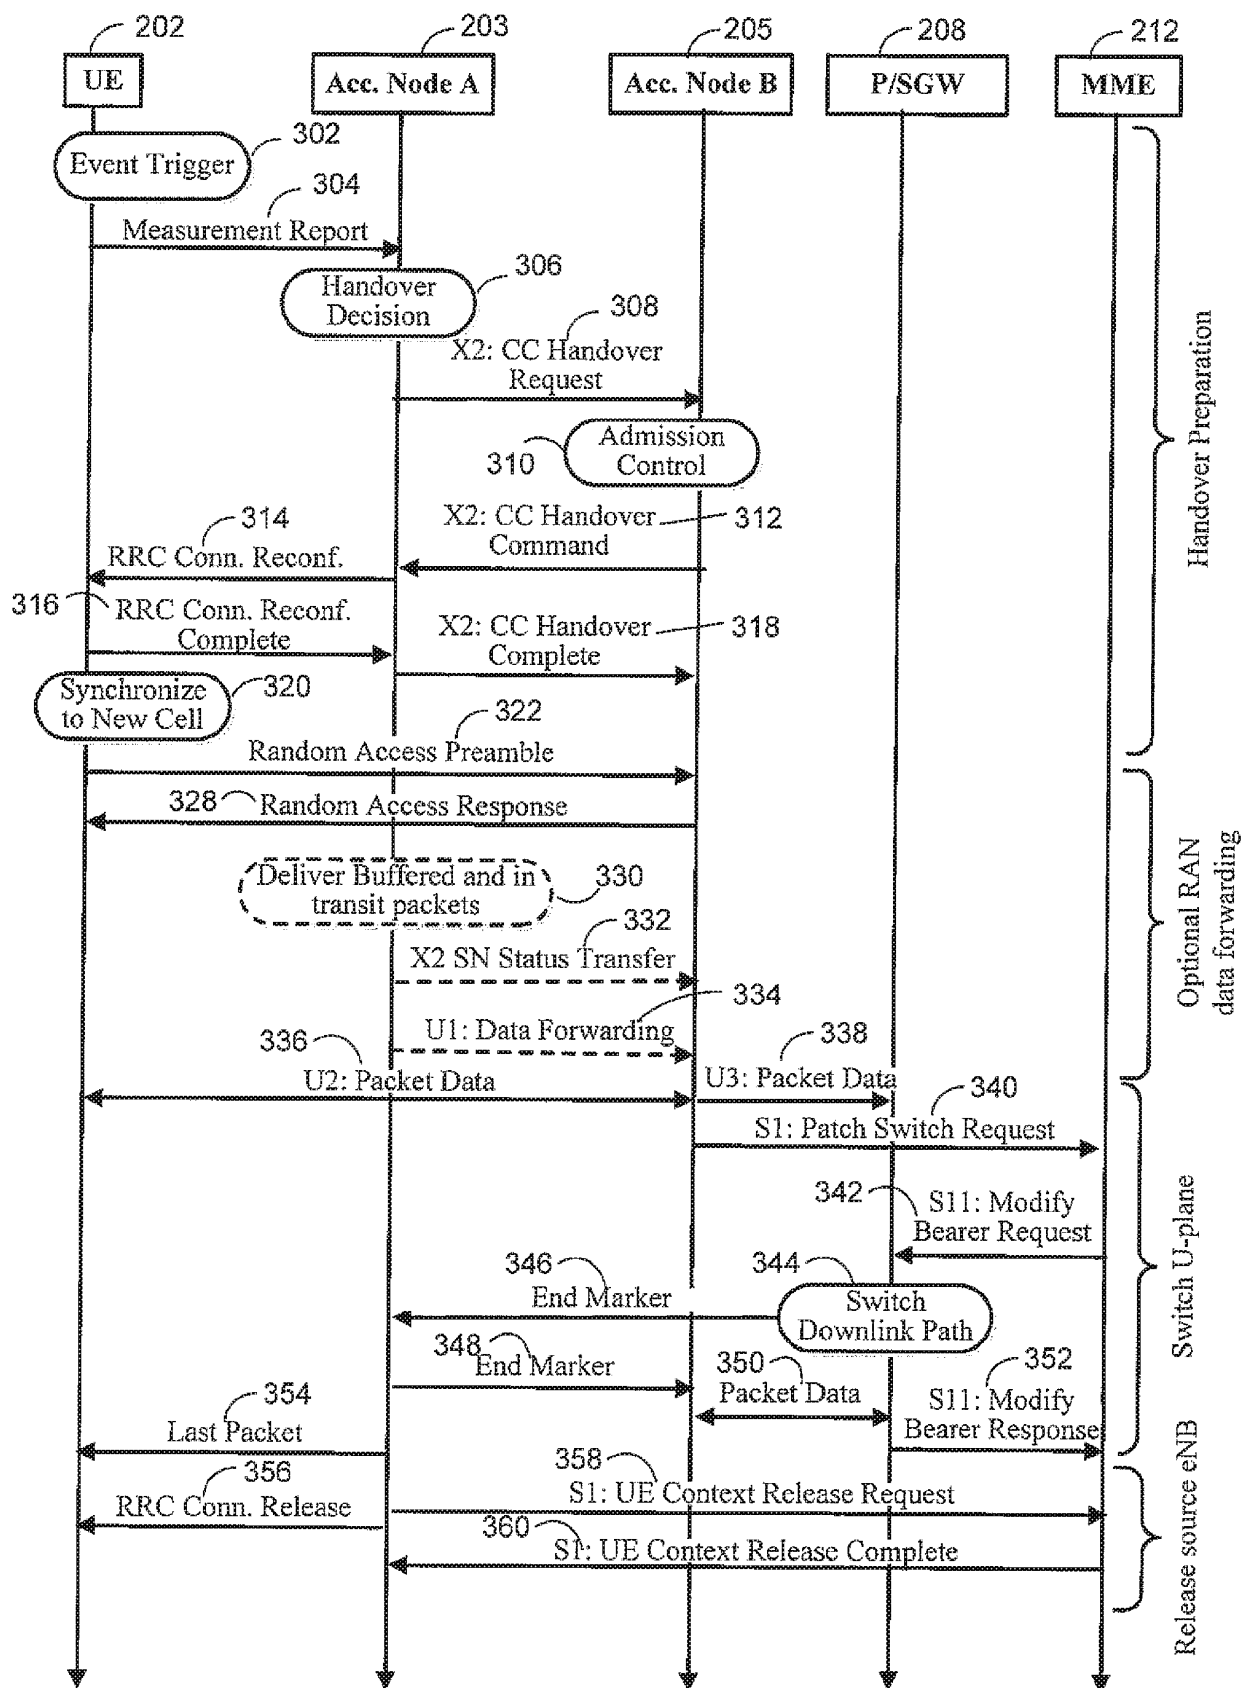 202
203
205
208
212
UE
Acc. Node A
Acc. Node B
P/SGW
MME
302
Event Trigger
304
Measurement Report
306
Handover
Decision
308
X2: CC Handover
Request
310
Admission
Control
Handover Preparation
X2: CC Handover
312
Command
314
RRC Conn. Reconf.
316
RRC Conn. Reconf.
Complete
X2: CC Handover
318
Complete
Synchronize
to New Cell
320
322
Random Access Preamble
328
Random Access Response
Deliver Buffered and in
transit packets
330
332
X2 SN Status Transfer
334
U1: Data Forwarding
Optional RAN
data forwarding
336
U2: Packet Data
338
U3: Packet Data
340
S1: Patch Switch Request
342
S11: Modify
Bearer Request
344
Switch
Downlink Path
346
End Marker
348
End Marker
350
Packet Data
352
S11: Modify
Bearer Response
Switch U-plane
354
Last Packet
356
RRC Conn. Release
358
S1: UE Context Release Request
360
S1: UE Context Release Complete
Release source eNB